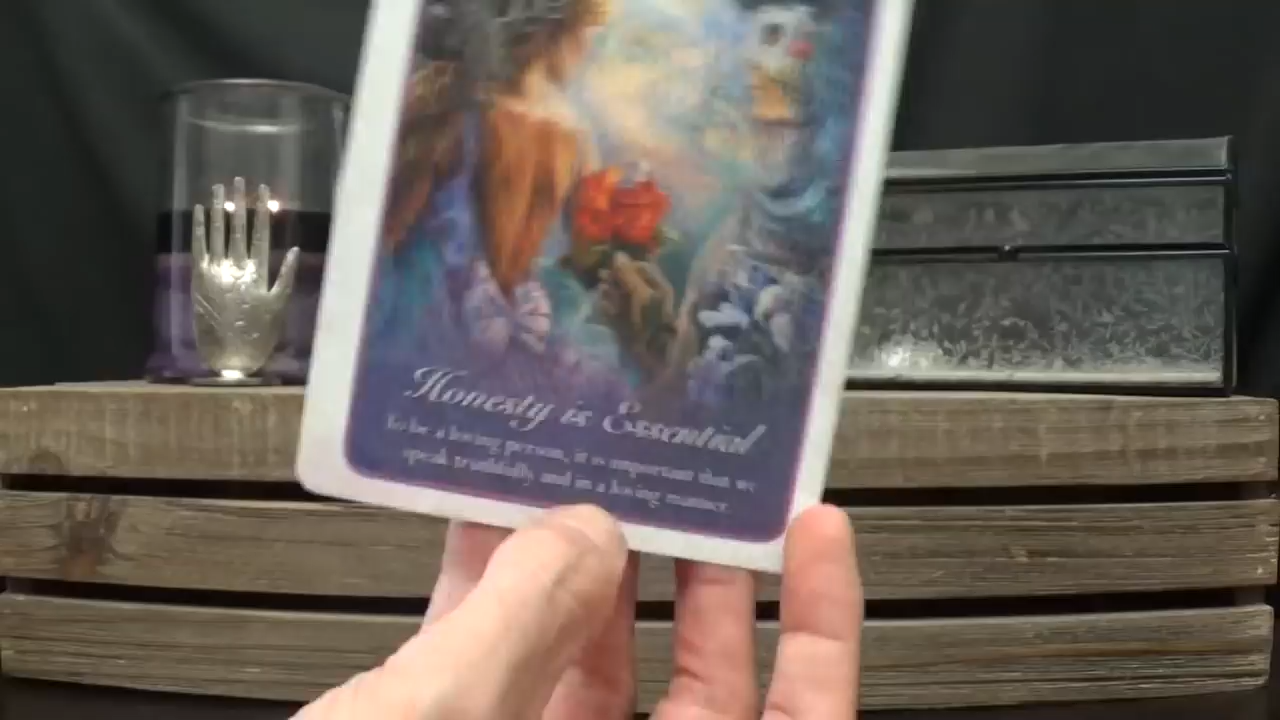 Honesty is Essential
To be a loving person, it is important that we
speak truthfully and in a loving manner.